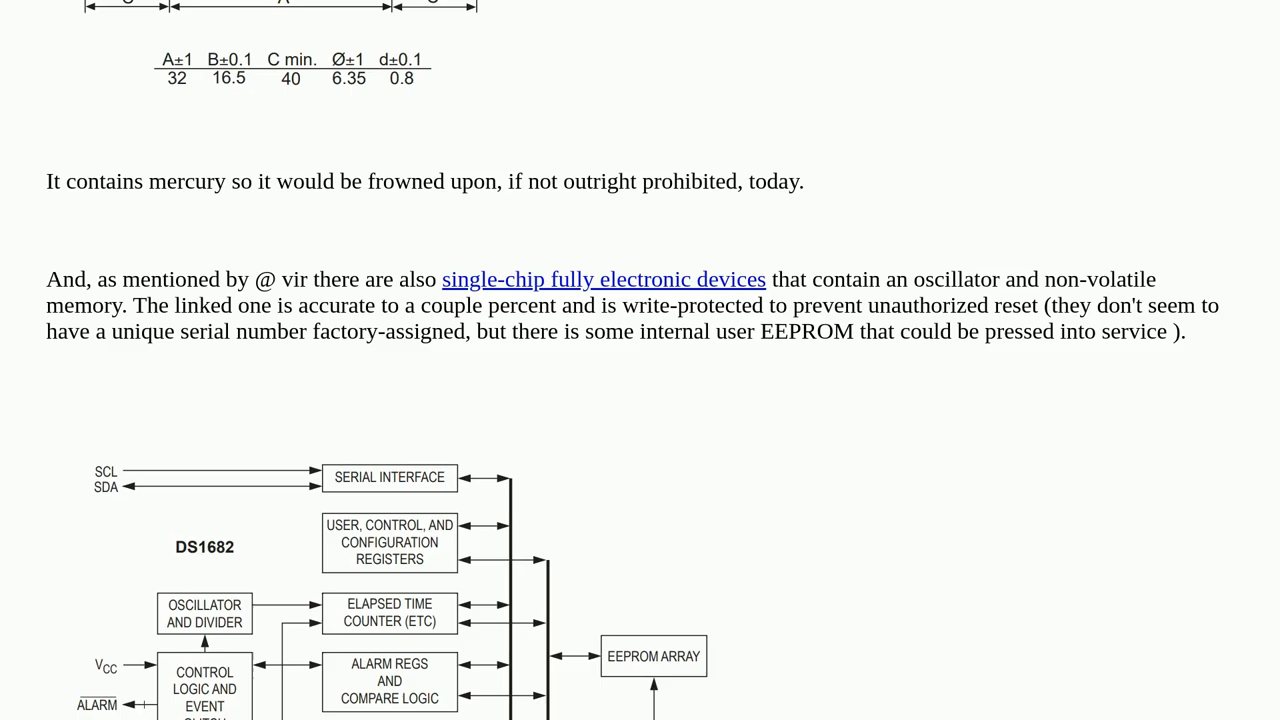 A±1 B±0.1 C min. Ø±1 d±0.1
32 16.5 40 6.35 0.8
It contains mercury so it would be frowned upon, if not outright prohibited, today.
And, as mentioned by @ vir there are also single-chip fully electronic devices that contain an oscillator and non-volatile
memory. The linked one is accurate to a couple percent and is write-protected to prevent unauthorized reset (they don't seem to
have a unique serial number factory-assigned, but there is some internal user EEPROM that could be pressed into service ).
SCL
SDA
SERIAL INTERFACE
USER, CONTROL, AND
CONFIGURATION
REGISTERS
DS1682
OSCILLATOR
AND DIVIDER
ELAPSED TIME
COUNTER (ETC)
EEPROM ARRAY
VCC
CONTROL
LOGIC AND
EVENT
ALARM REGS
AND
COMPARE LOGIC
ALARM